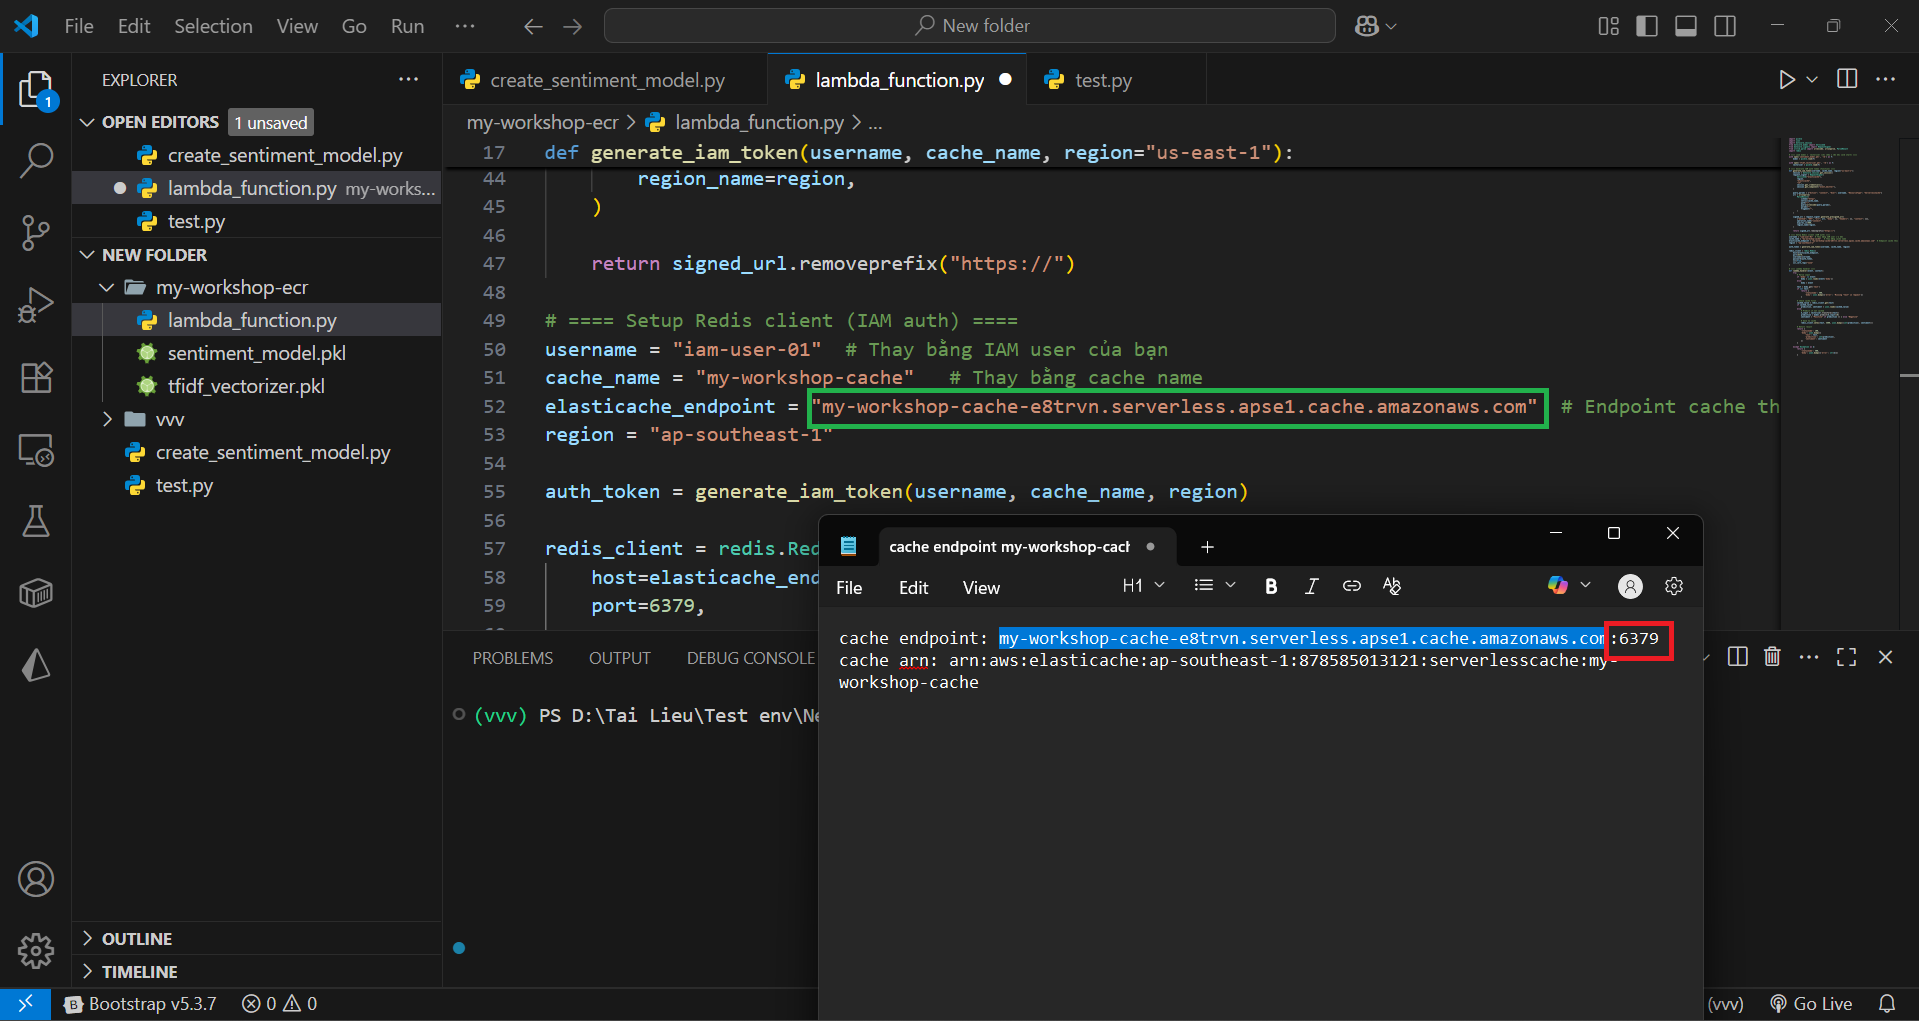 File Edit Selection View Go Run ···
New folder
EXPLORER ···
OPEN EDITORS 1 unsaved
create_sentiment_model.py
lambda_function.py my-works...
test.py
NEW FOLDER
my-workshop-ecr
lambda_function.py
sentiment_model.pkl
tfidf_vectorizer.pkl
vvv
create_sentiment_model.py
test.py
OUTLINE
TIMELINE
1
create_sentiment_model.py lambda_function.py test.py
my-workshop-ecr > lambda_function.py > ...
17 def generate_iam_token(username, cache_name, region="us-east-1"):
44 region_name=region,
45 )
46
47 return signed_url.removeprefix("https://")
48
49 # ==== Setup Redis client (IAM auth) ====
50 username = "iam-user-01" # Thay bằng IAM user của bạn
51 cache_name = "my-workshop-cache" # Thay bằng cache name
52 elasticache_endpoint = "my-workshop-cache-e8trvn.serverless.apse1.cache.amazonaws.com" # Endpoint cache th
53 region = "ap-southeast-1"
54
55 auth_token = generate_iam_token(username, cache_name, region)
56
57 redis_client = redis.Red
58 host=elasticache_end
59 port=6379,
PROBLEMS OUTPUT DEBUG CONSOLE
(vvv) PS D:\Tai Lieu\Test env\Ne
cache endpoint my-workshop-cach
File Edit View H1 B I
cache endpoint: my-workshop-cache-e8trvn.serverless.apse1.cache.amazonaws.com:6379
cache arn: arn:aws:elasticache:ap-southeast-1:878585013121:serverlesscache:my-
workshop-cache
Bootstrap v5.3.7 0 0 (vvv) Go Live